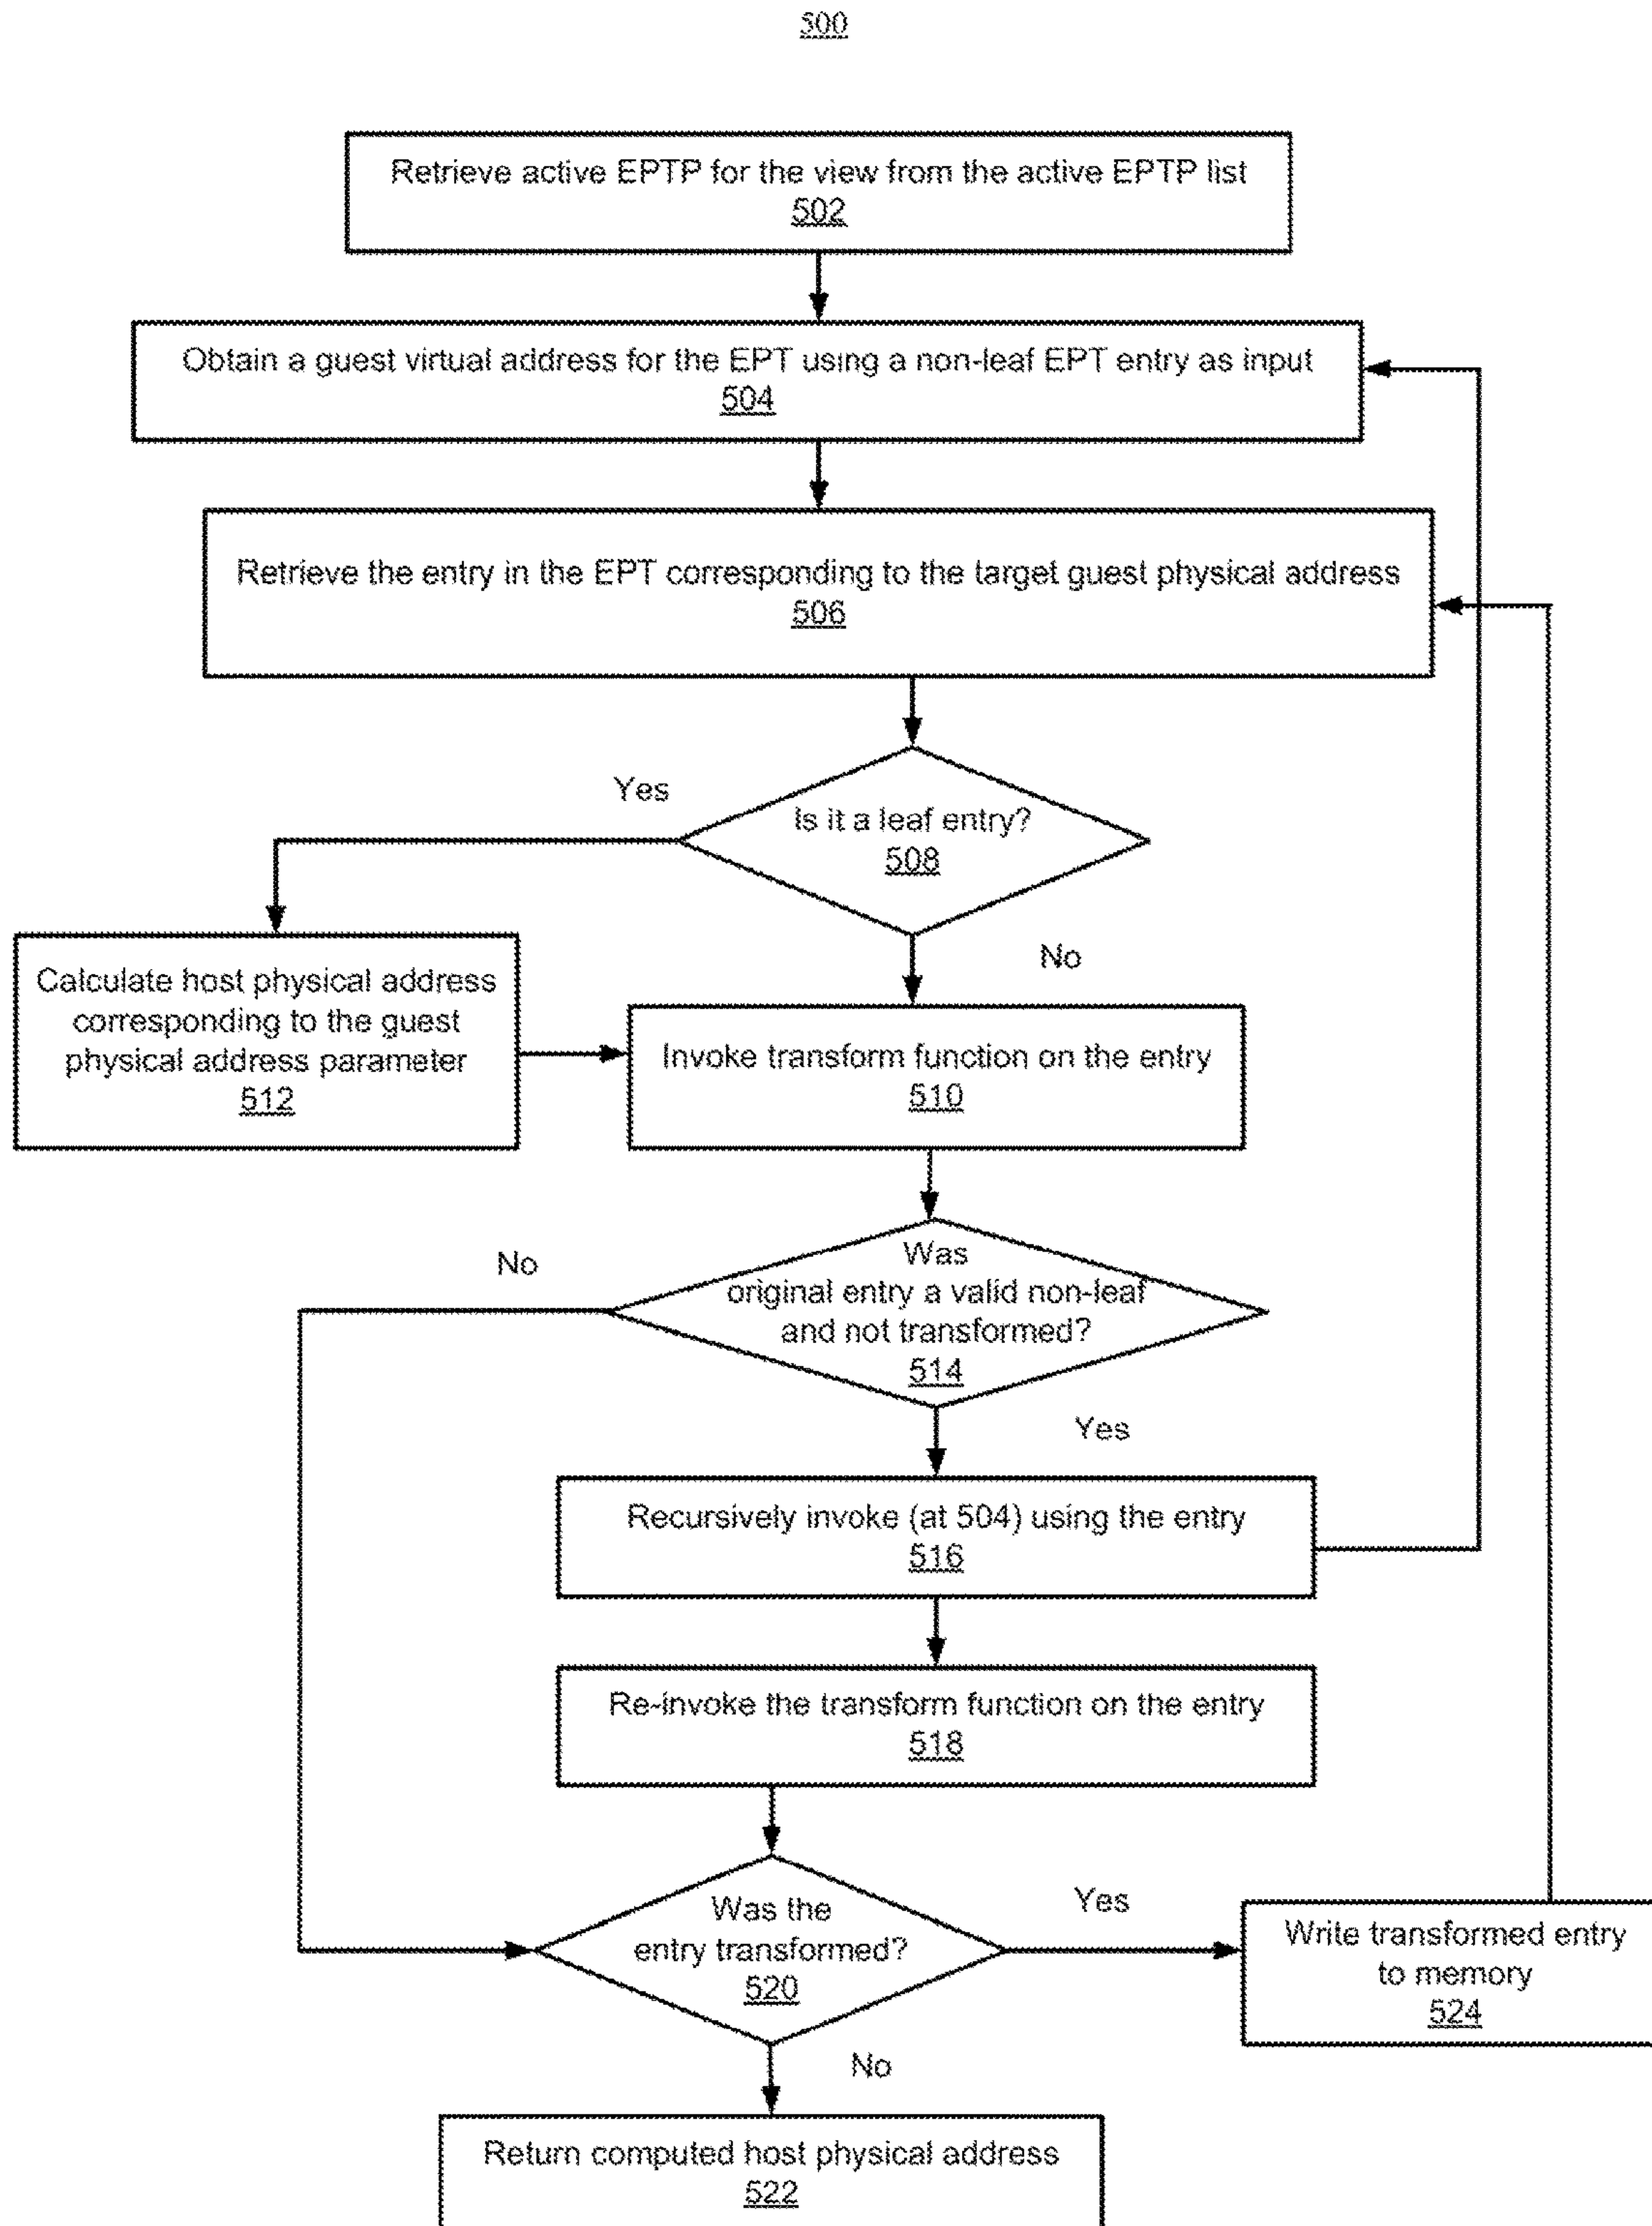 500
Retrieve active EPTP for the view from the active EPTP list
502
Obtain a guest virtual address for the EPT using a non-leaf EPT entry as input
504
Retrieve the entry in the EPT corresponding to the target guest physical address
506
Yes
Is it a leaf entry?
508
No
Calculate host physical address
corresponding to the guest
physical address parameter
512
Invoke transform function on the entry
510
No
Was
original entry a valid non-leaf
and not transformed?
514
Yes
Recursively invoke (at 504) using the entry
516
Re-invoke the transform function on the entry
518
Was the
entry transformed?
520
Yes
Write transformed entry
to memory
524
No
Return computed host physical address
522